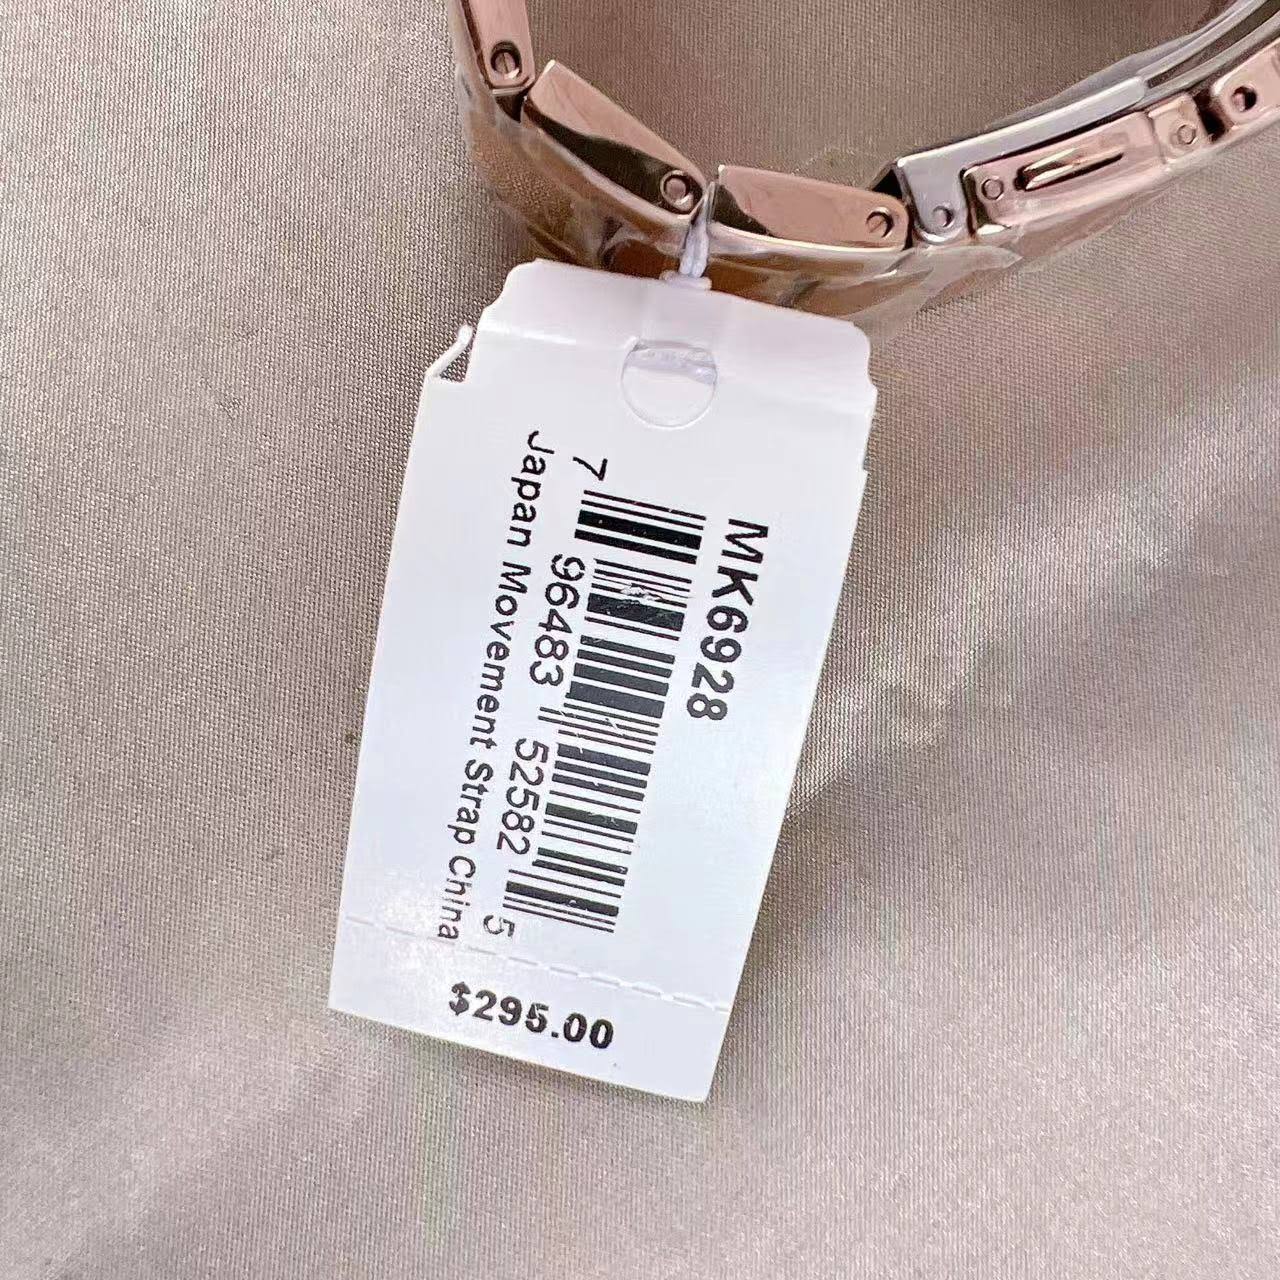 MK6928
7 96483 52582 5
Japan Movement Strap China
$295.00